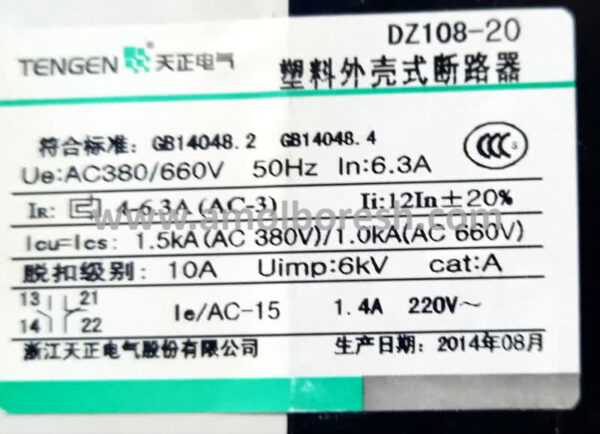 TENGEN 天正电气
DZ108-20
塑料外壳式断路器
符合标准: GB14048.2 GB14048.4
CCC S
Ue:AC380/660V 50Hz In:6.3A
IR: 4-6.3A (AC-3) Ii:12In±20%
www.amolboresh.com
Icu=Ics: 1.5kA(AC 380V)/1.0kA(AC 660V)
脱扣级别: 10A Uimp:6kV cat:A
13 21
14 22
Ie/AC-15 1.4A 220V~
浙江天正电气股份有限公司 生产日期: 2014年08月